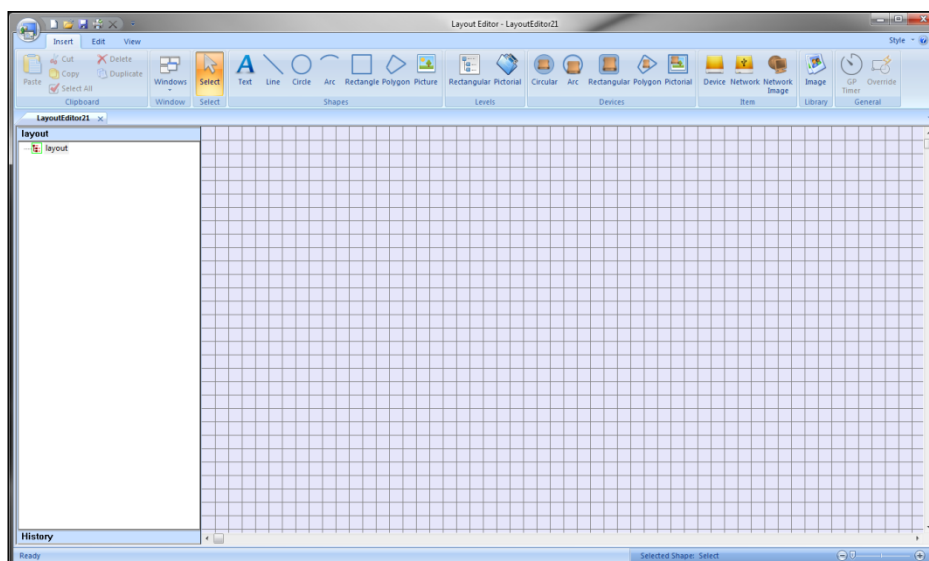 Layout Editor - LayoutEditor21
Insert Edit View Style
Paste
Cut
Copy
Select All
Delete
Duplicate
Clipboard
Windows
Window
Select
Select
Text Line Circle Arc Rectangle Polygon Picture
Shapes
Rectangular Pictorial
Levels
Circular Arc Rectangular Polygon Pictorial
Devices
Device Network Network Image
Item
Image
Library
GP Timer Override
General
LayoutEditor21
layout
layout
History
Ready Selected Shape: Select